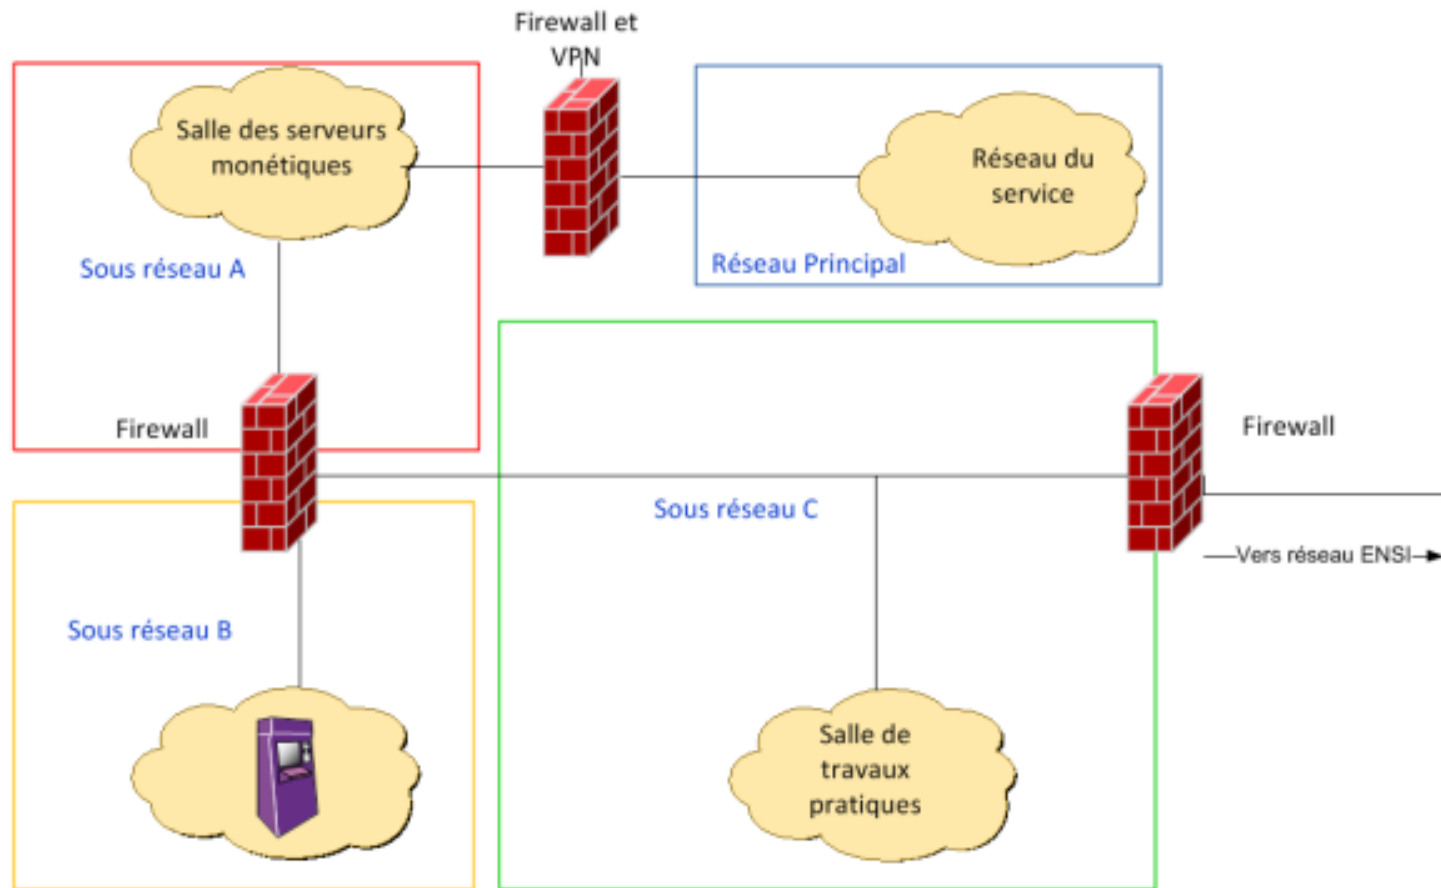 Firewall et
VPN
Salle des serveurs
monétiques
Réseau du
service
Sous réseau A
Réseau Principal
Firewall
Firewall
Sous réseau C
Vers réseau ENSI
Sous réseau B
Salle de
travaux
pratiques